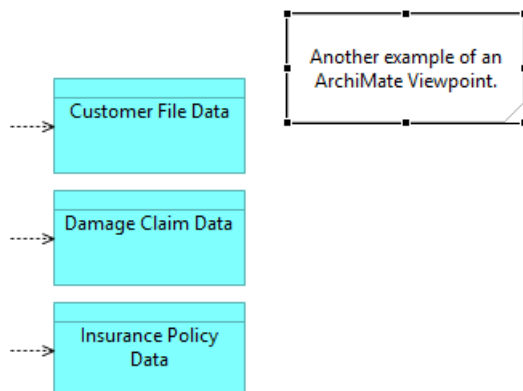 Another example of an
ArchiMate Viewpoint.
Customer File Data
Damage Claim Data
Insurance Policy
Data